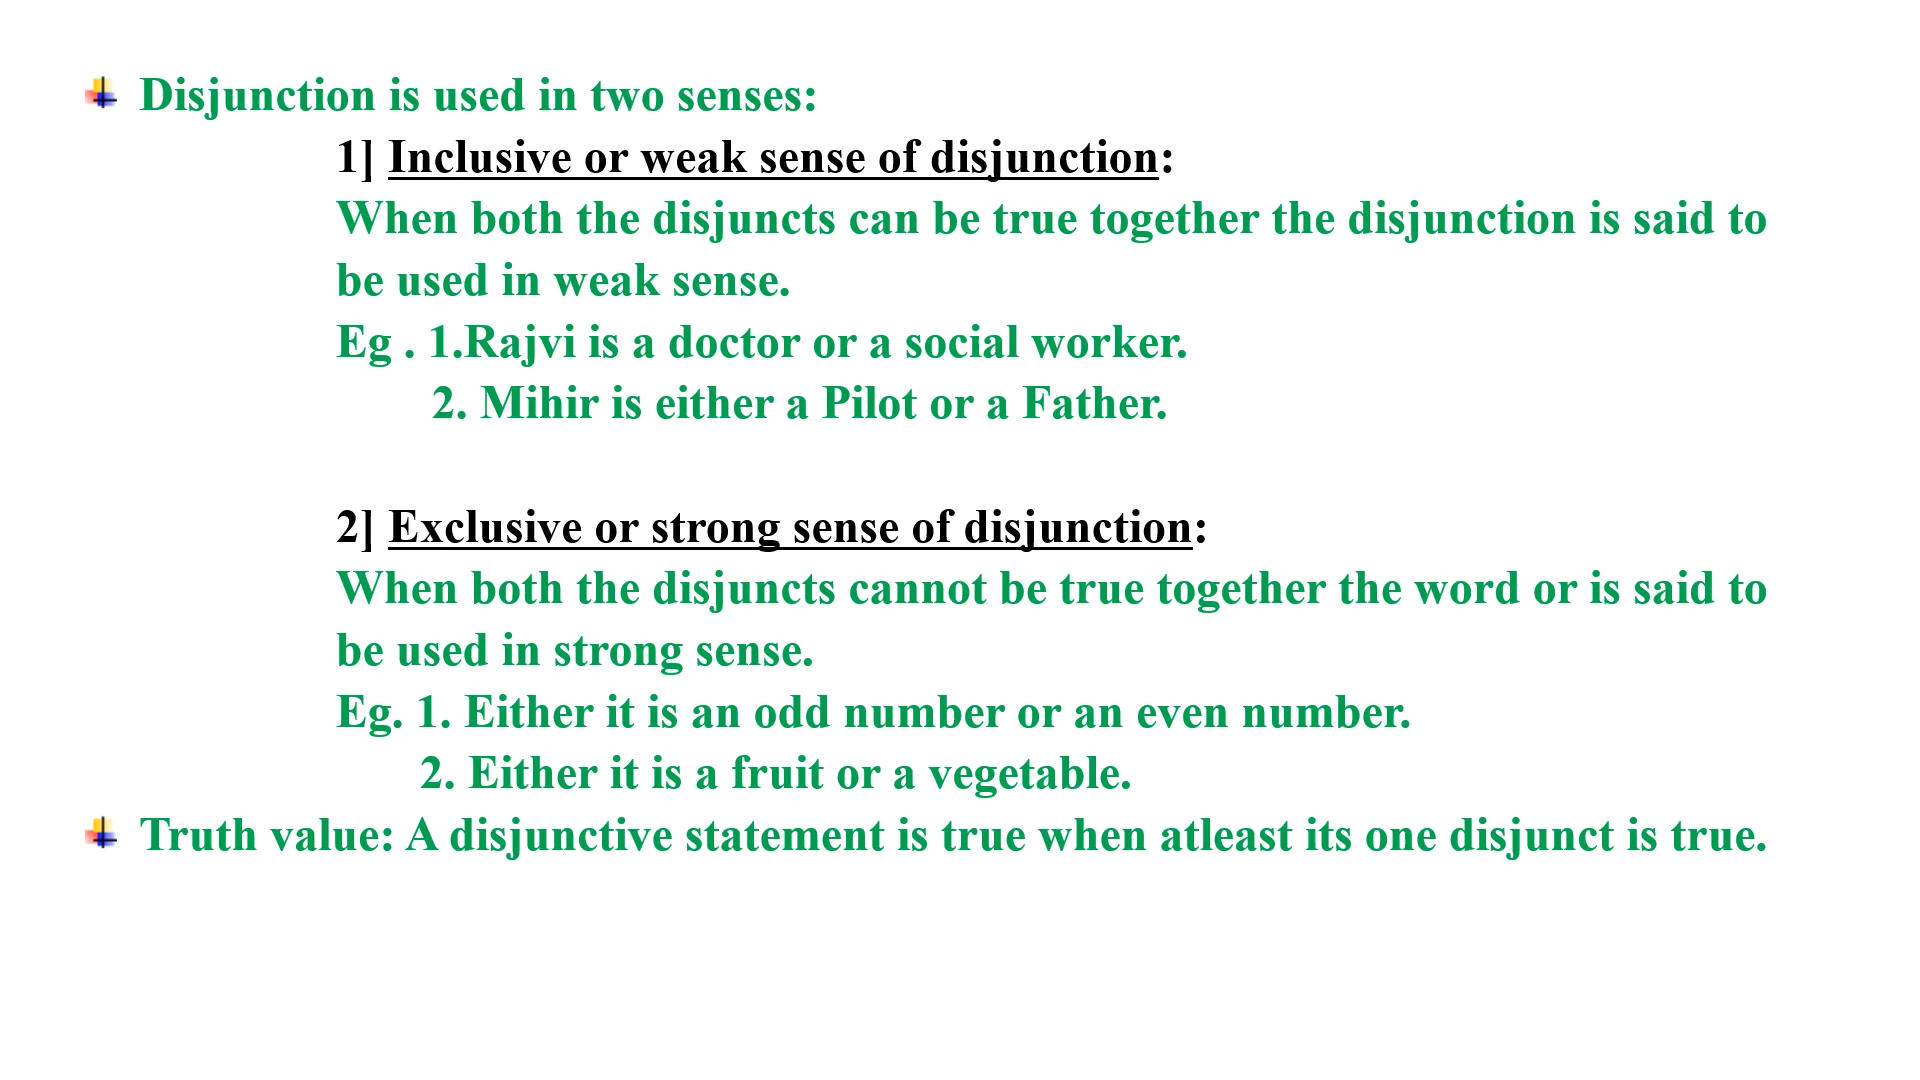 Disjunction is used in two senses:
1] Inclusive or weak sense of disjunction:
When both the disjuncts can be true together the disjunction is said to
be used in weak sense.
Eg . 1.Rajvi is a doctor or a social worker.
2. Mihir is either a Pilot or a Father.
2] Exclusive or strong sense of disjunction:
When both the disjuncts cannot be true together the word or is said to
be used in strong sense.
Eg. 1. Either it is an odd number or an even number.
2. Either it is a fruit or a vegetable.
Truth value: A disjunctive statement is true when atleast its one disjunct is true.